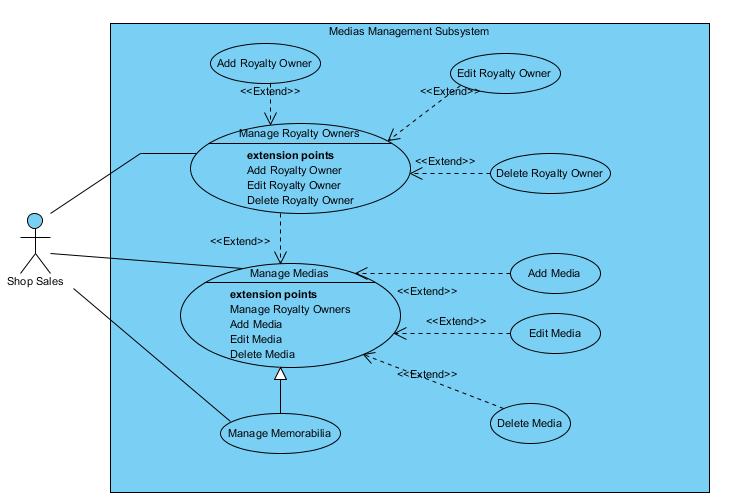 Medias Management Subsystem
Add Royalty Owner
Edit Royalty Owner
<<Extend>>
<<Extend>>
Manage Royalty Owners
extension points
Add Royalty Owner
Edit Royalty Owner
Delete Royalty Owner
<<Extend>>
Delete Royalty Owner
<<Extend>>
Shop Sales
Manage Medias
extension points
Manage Royalty Owners
Add Media
Edit Media
Delete Media
Add Media
<<Extend>>
<<Extend>>
Edit Media
<<Extend>>
Delete Media
Manage Memorabilia